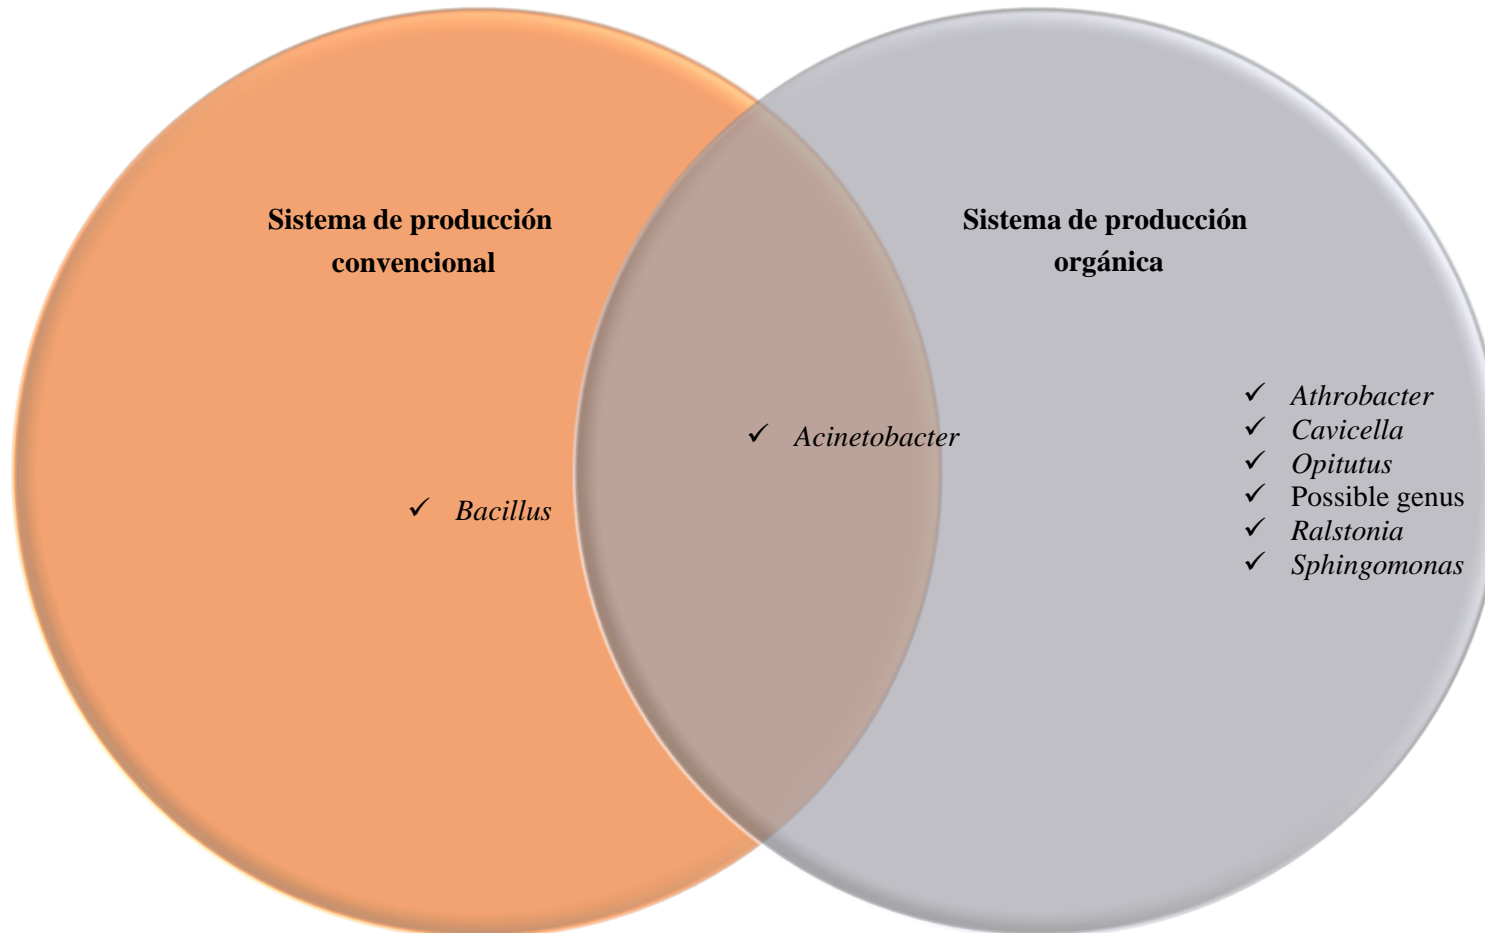 Sistema de producción
convencional
Sistema de producción
orgánica
✓ Bacillus
✓ Acinetobacter
✓ Athrobacter
✓ Cavicella
✓ Opitutus
✓ Possible genus
✓ Ralstonia
✓ Sphingomonas